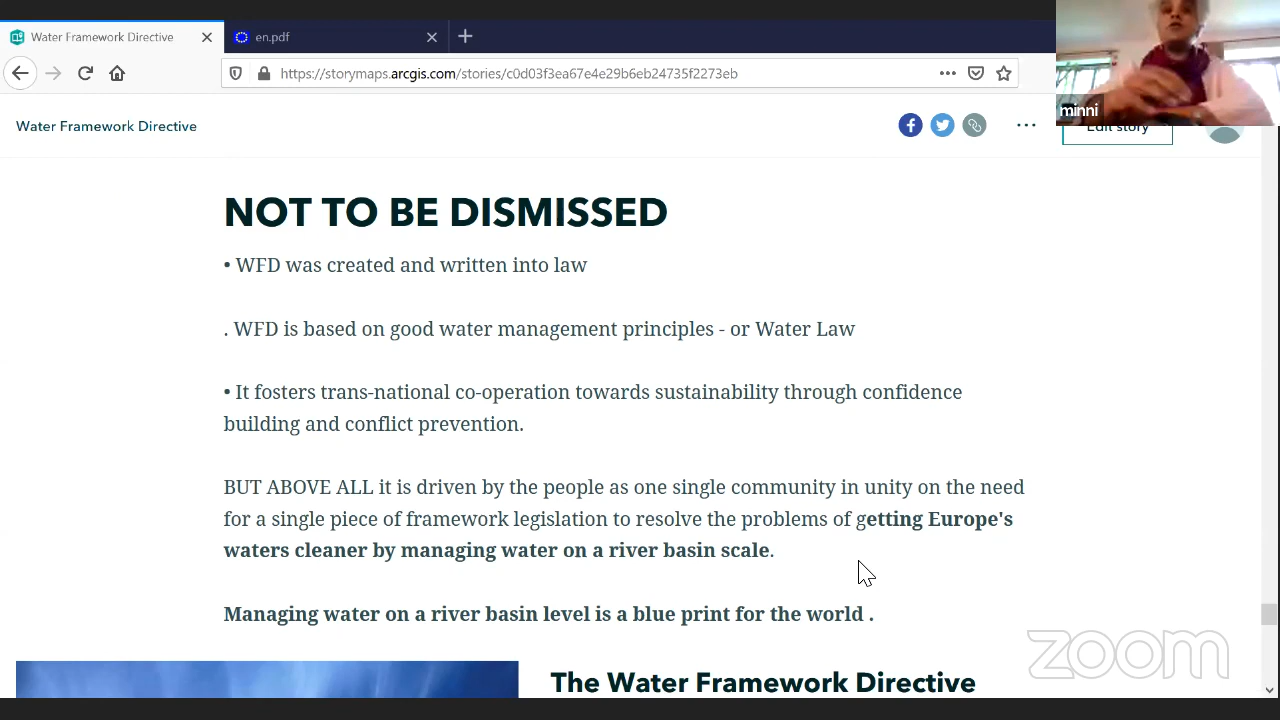 Water Framework Directive
en.pdf
https://storymaps.arcgis.com/stories/c0d03f3ea67e4e29b6eb24735f2273eb
minni
Water Framework Directive
Edit story
NOT TO BE DISMISSED
• WFD was created and written into law
. WFD is based on good water management principles - or Water Law
• It fosters trans-national co-operation towards sustainability through confidence
building and conflict prevention.
BUT ABOVE ALL it is driven by the people as one single community in unity on the need
for a single piece of framework legislation to resolve the problems of getting Europe's
waters cleaner by managing water on a river basin scale.
Managing water on a river basin level is a blue print for the world .
zoom
The Water Framework Directive